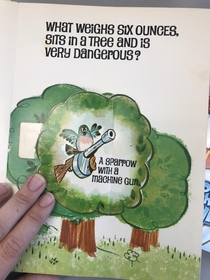 WHAT WEIGHS SIX OUNCES,
SITS IN A TREE AND IS
VERY DANGEROUS?
A SPARROW
WITH A
MACHINE GUN.